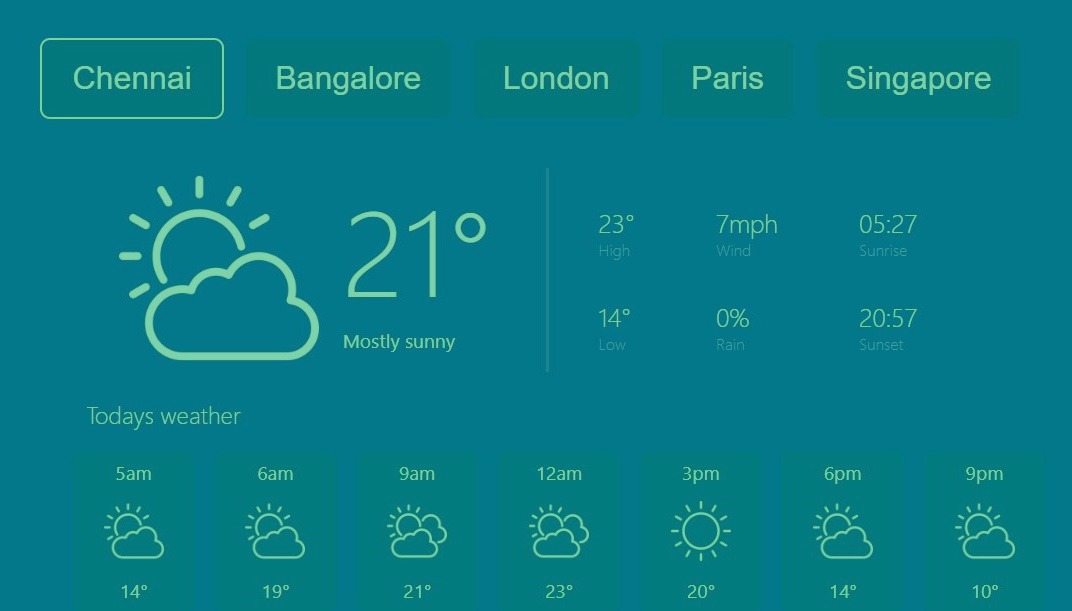 Chennai Bangalore London Paris Singapore
21°
Mostly sunny
23° 7mph 05:27
High Wind Sunrise
14° 0% 20:57
Low Rain Sunset
Todays weather
5am 6am 9am 12am 3pm 6pm 9pm
14° 19° 21° 23° 20° 14° 10°